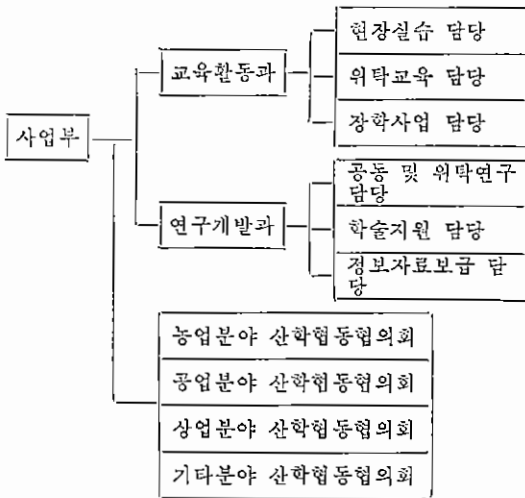 현장실습 담당
교육활동과
위탁교육 담당
장학사업 담당
사업부
공동 및 위탁연구
담당
연구개발과
학술지원 담당
정보자료보급 담
당
농업분야 산학협동협의회
공업분야 산학협동협의회
상업분야 산학협동협의회
기타분야 산학협동협의회